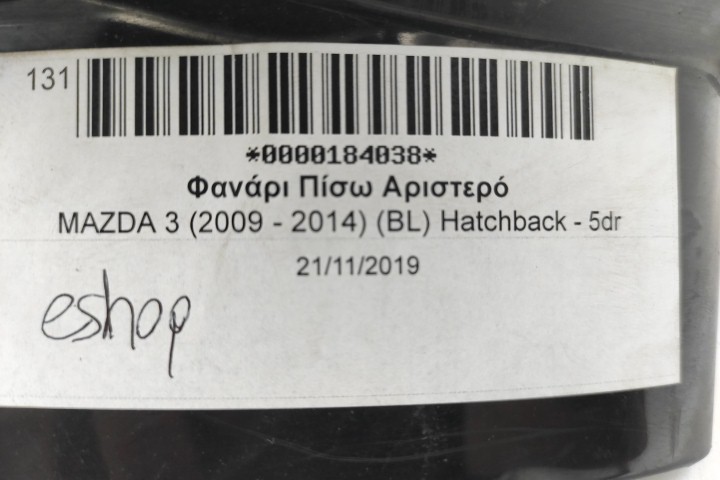 131
*0000184038*
Φανάρι Πίσω Αριστερό
MAZDA 3 (2009 - 2014) (BL) Hatchback - 5dr
21/11/2019
eshop